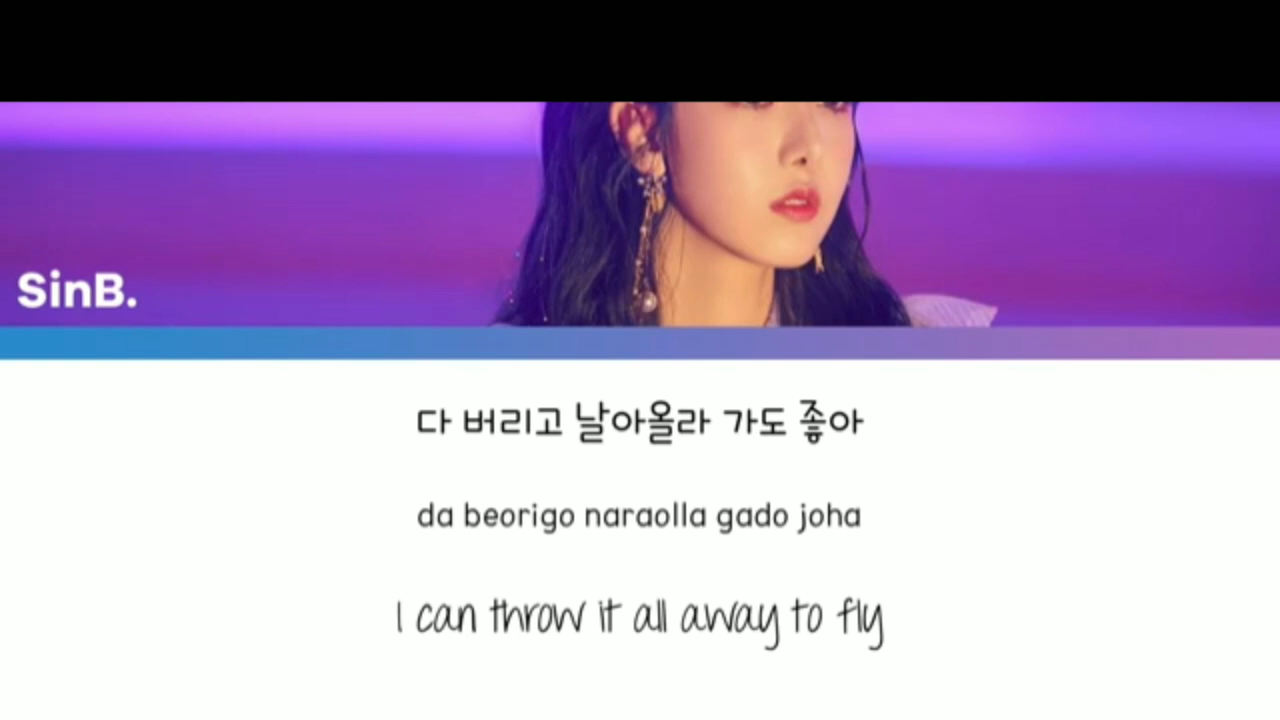 SinB.
다 버리고 날아올라 가도 좋아
da beorigo naraolla gado joha
I can throw it all away to fly